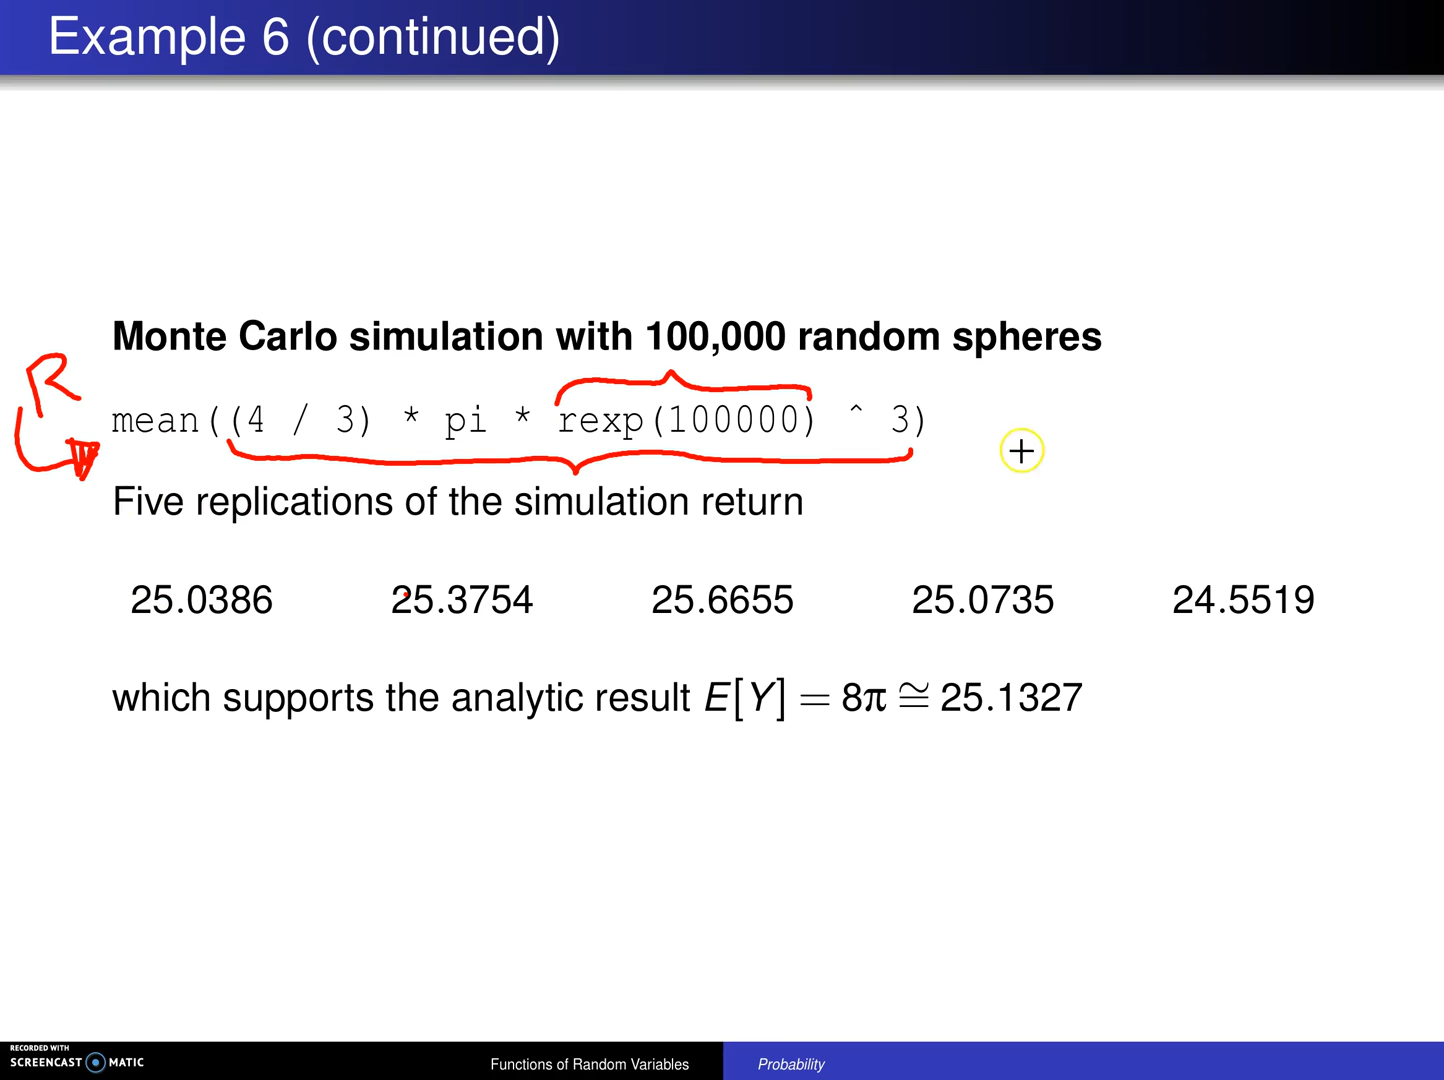 Example 6 (continued)
Monte Carlo simulation with 100,000 random spheres
R
mean((4 / 3) * pi * rexp(100000) ^ 3)
Five replications of the simulation return
25.0386 25.3754 25.6655 25.0735 24.5519
which supports the analytic result E[Y] = 8π ≅ 25.1327
RECORDED WITH
SCREENCAST MATIC
Functions of Random Variables Probability